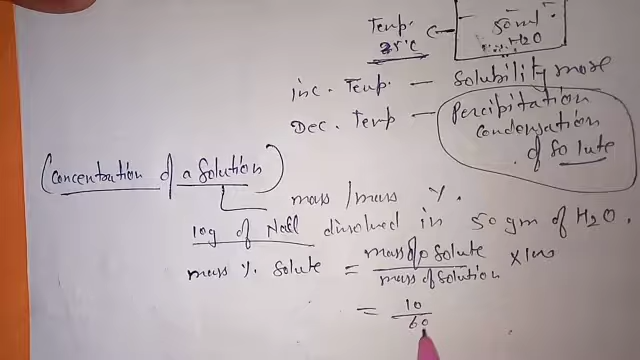 Temp. 50ml
25°C H2O
inc. Temp. — Solubility more
Dec. Temp — Percipitation
condensation
of solute
(Concentration of a Solution)
mass / mass %.
10g of NaCl dissolved in 50 gm of H2O.
mass % solute = mass of solute / mass of solution × 100
= 10 / 60